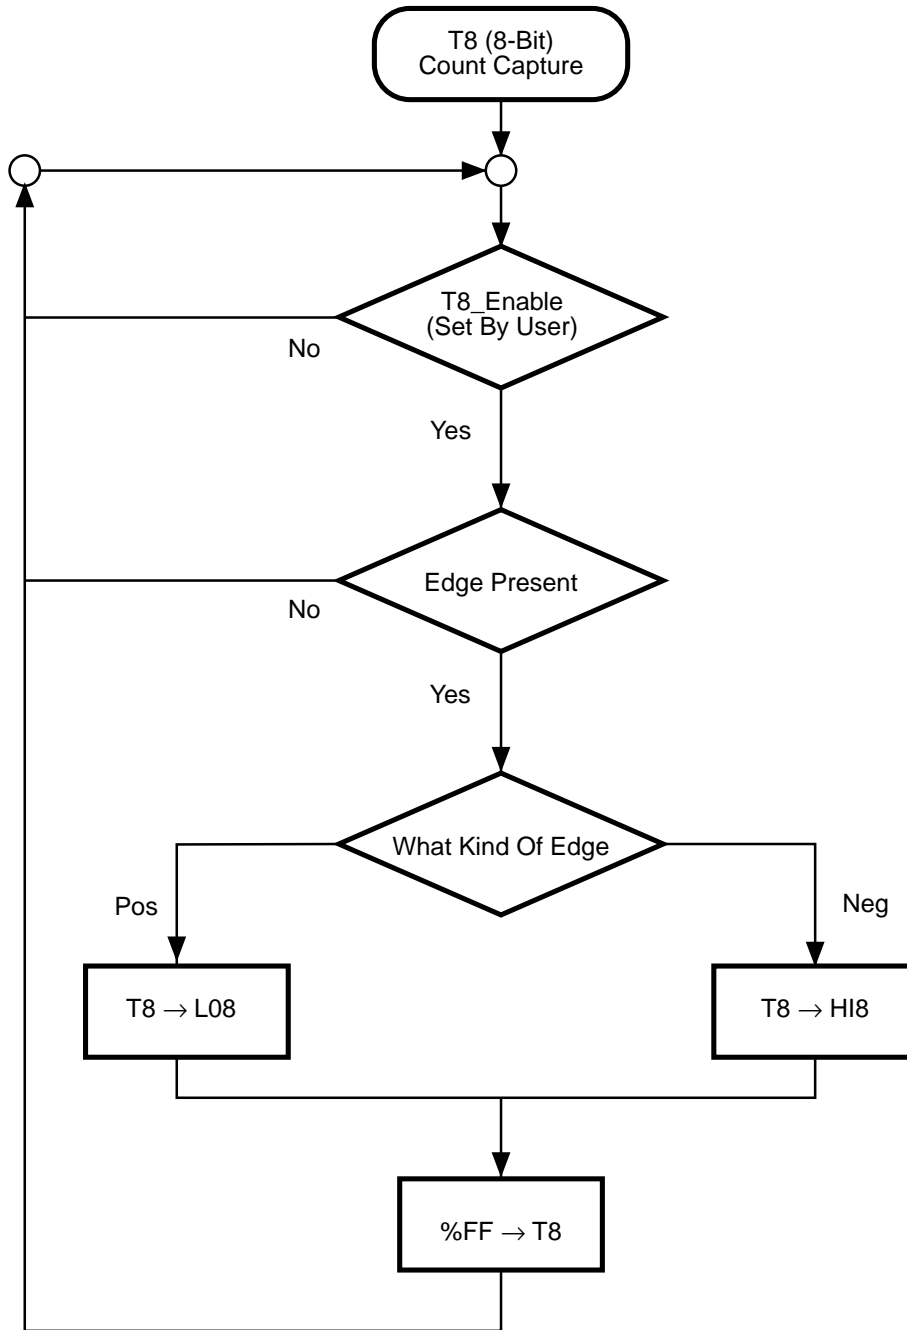 T8 (8-Bit)
Count Capture
T8_Enable
(Set By User)
No
Yes
Edge Present
No
Yes
What Kind Of Edge
Pos
Neg
T8 → L08
T8 → HI8
%FF → T8